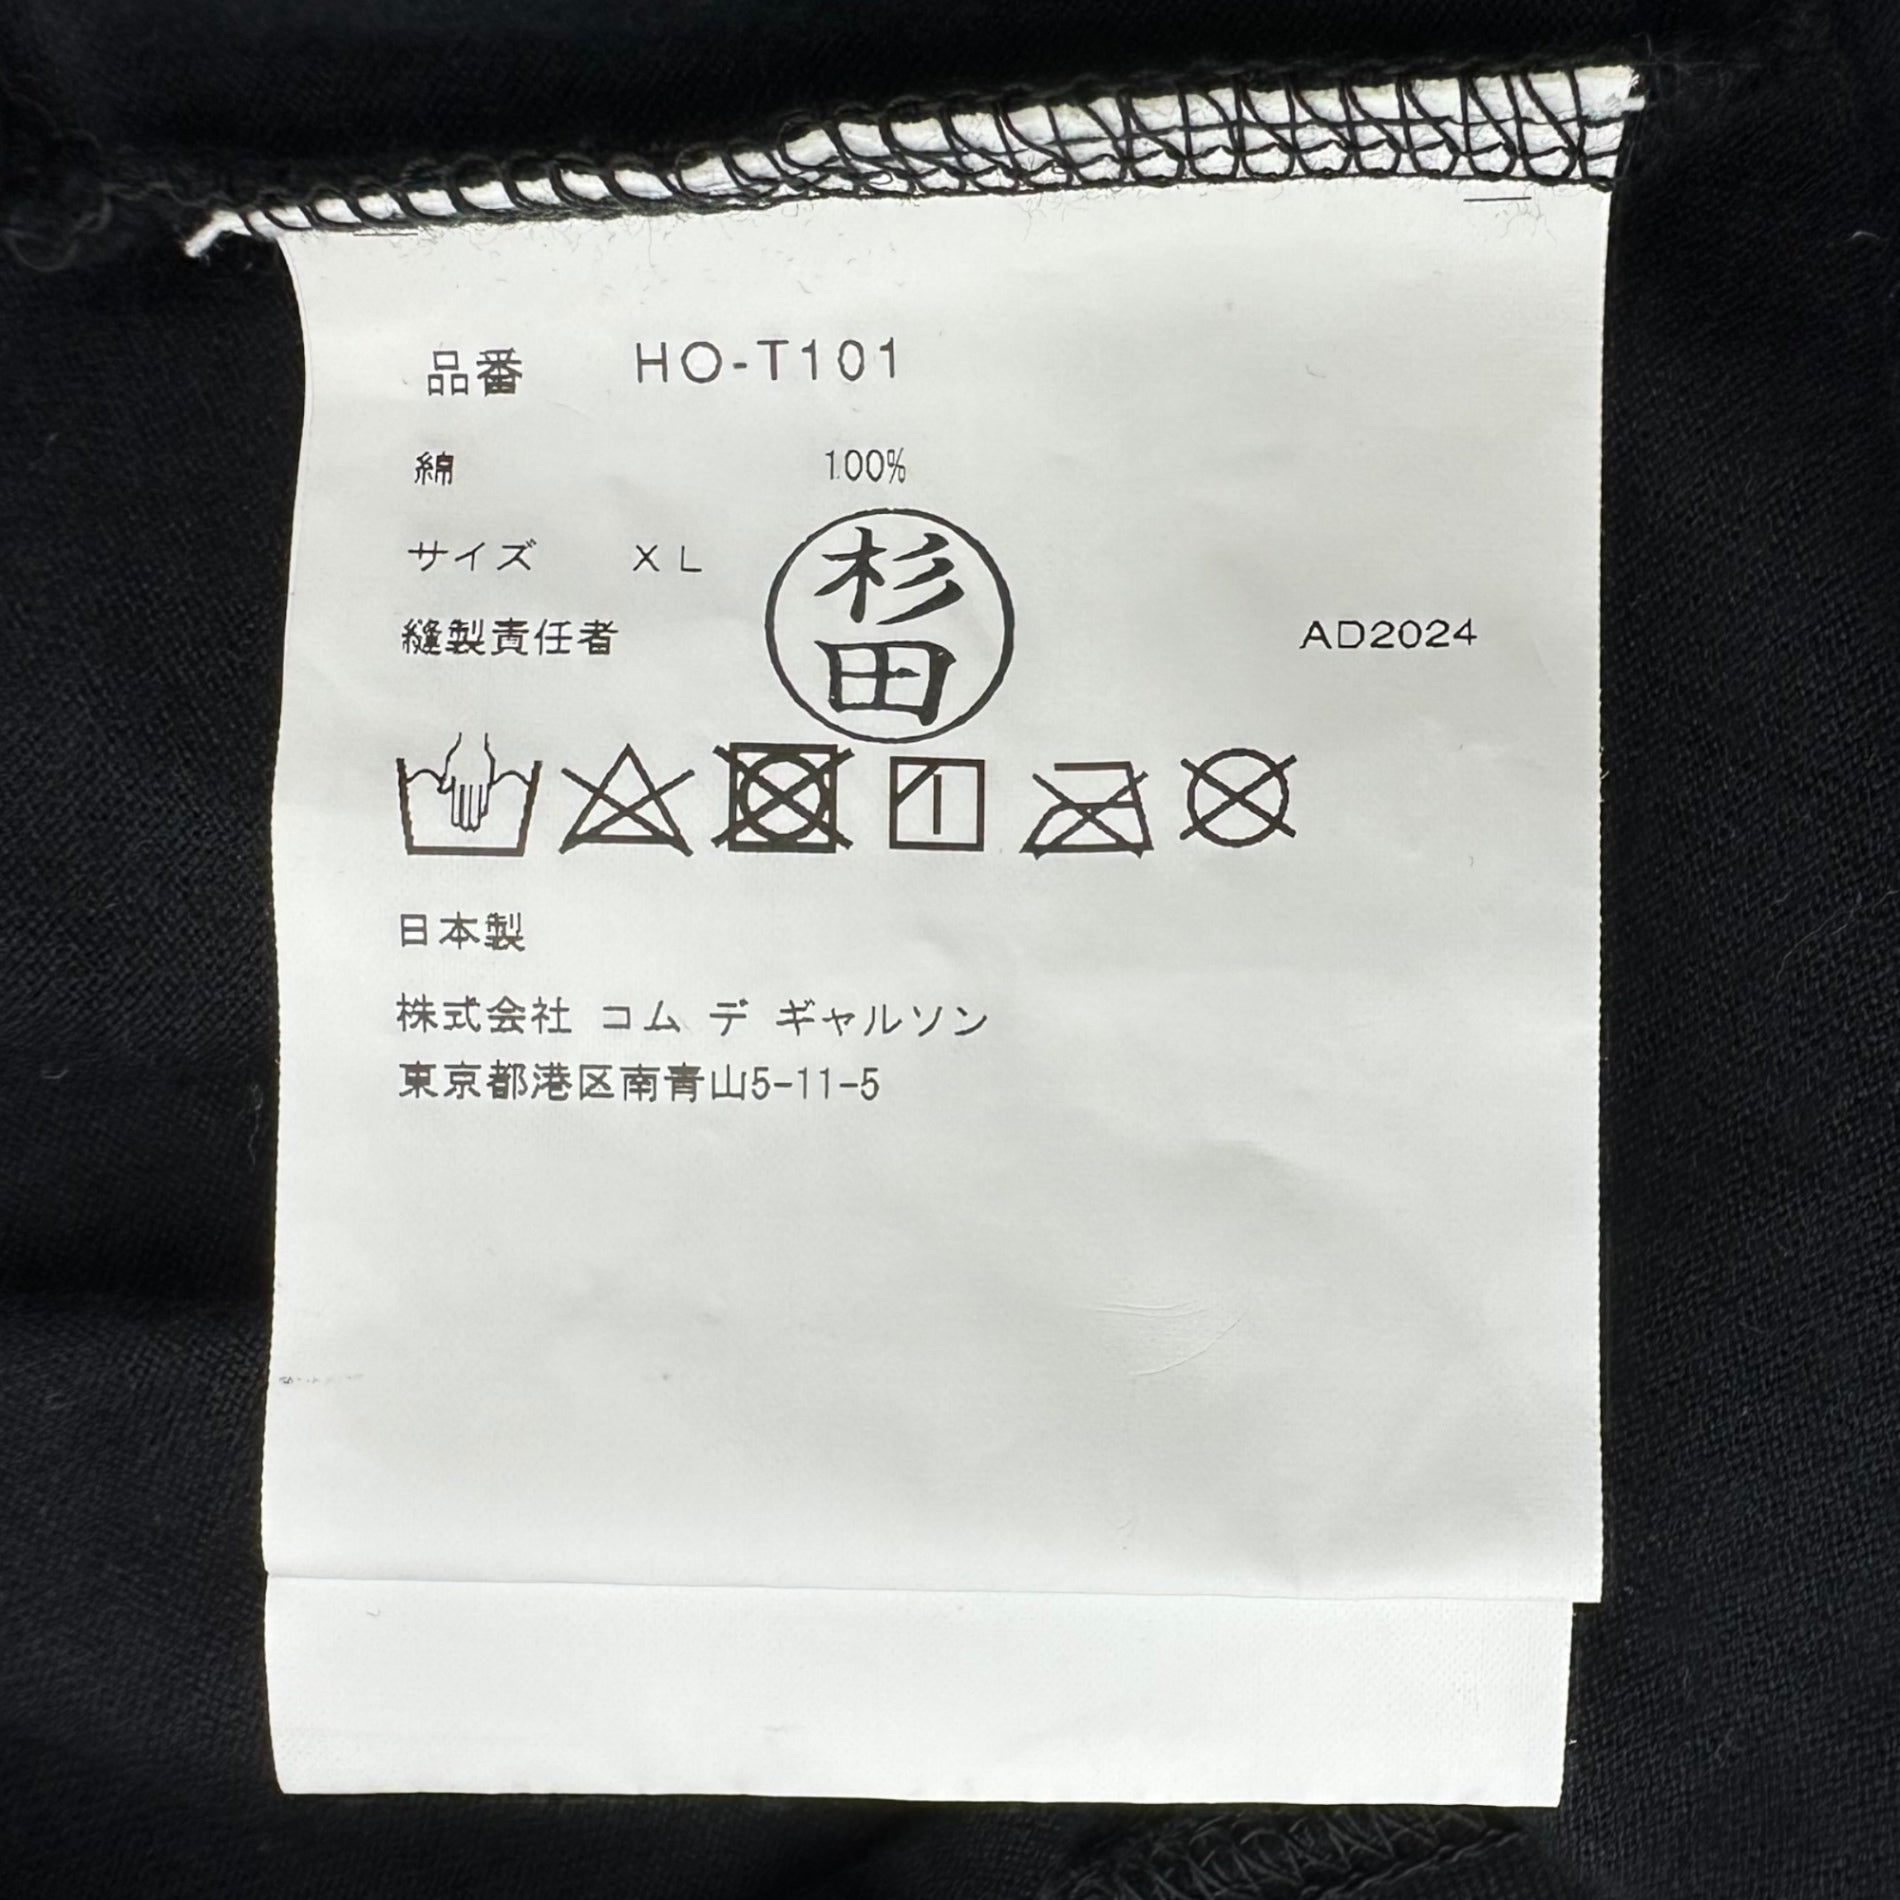 品番 HO-T101
綿 100%
サイズ XL
杉田
縫製責任者 AD2024
日本製
株式会社 コム デ ギャルソン
東京都港区南青山5-11-5